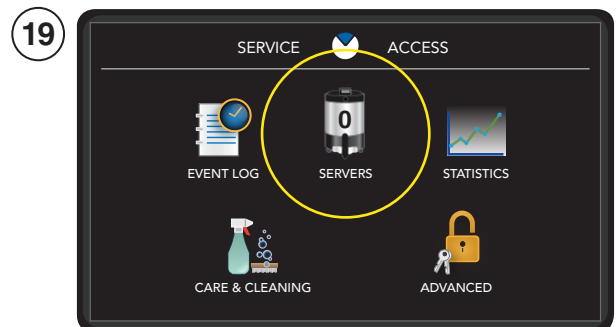 19
SERVICE ACCESS
0
EVENT LOG SERVERS STATISTICS
CARE & CLEANING ADVANCED